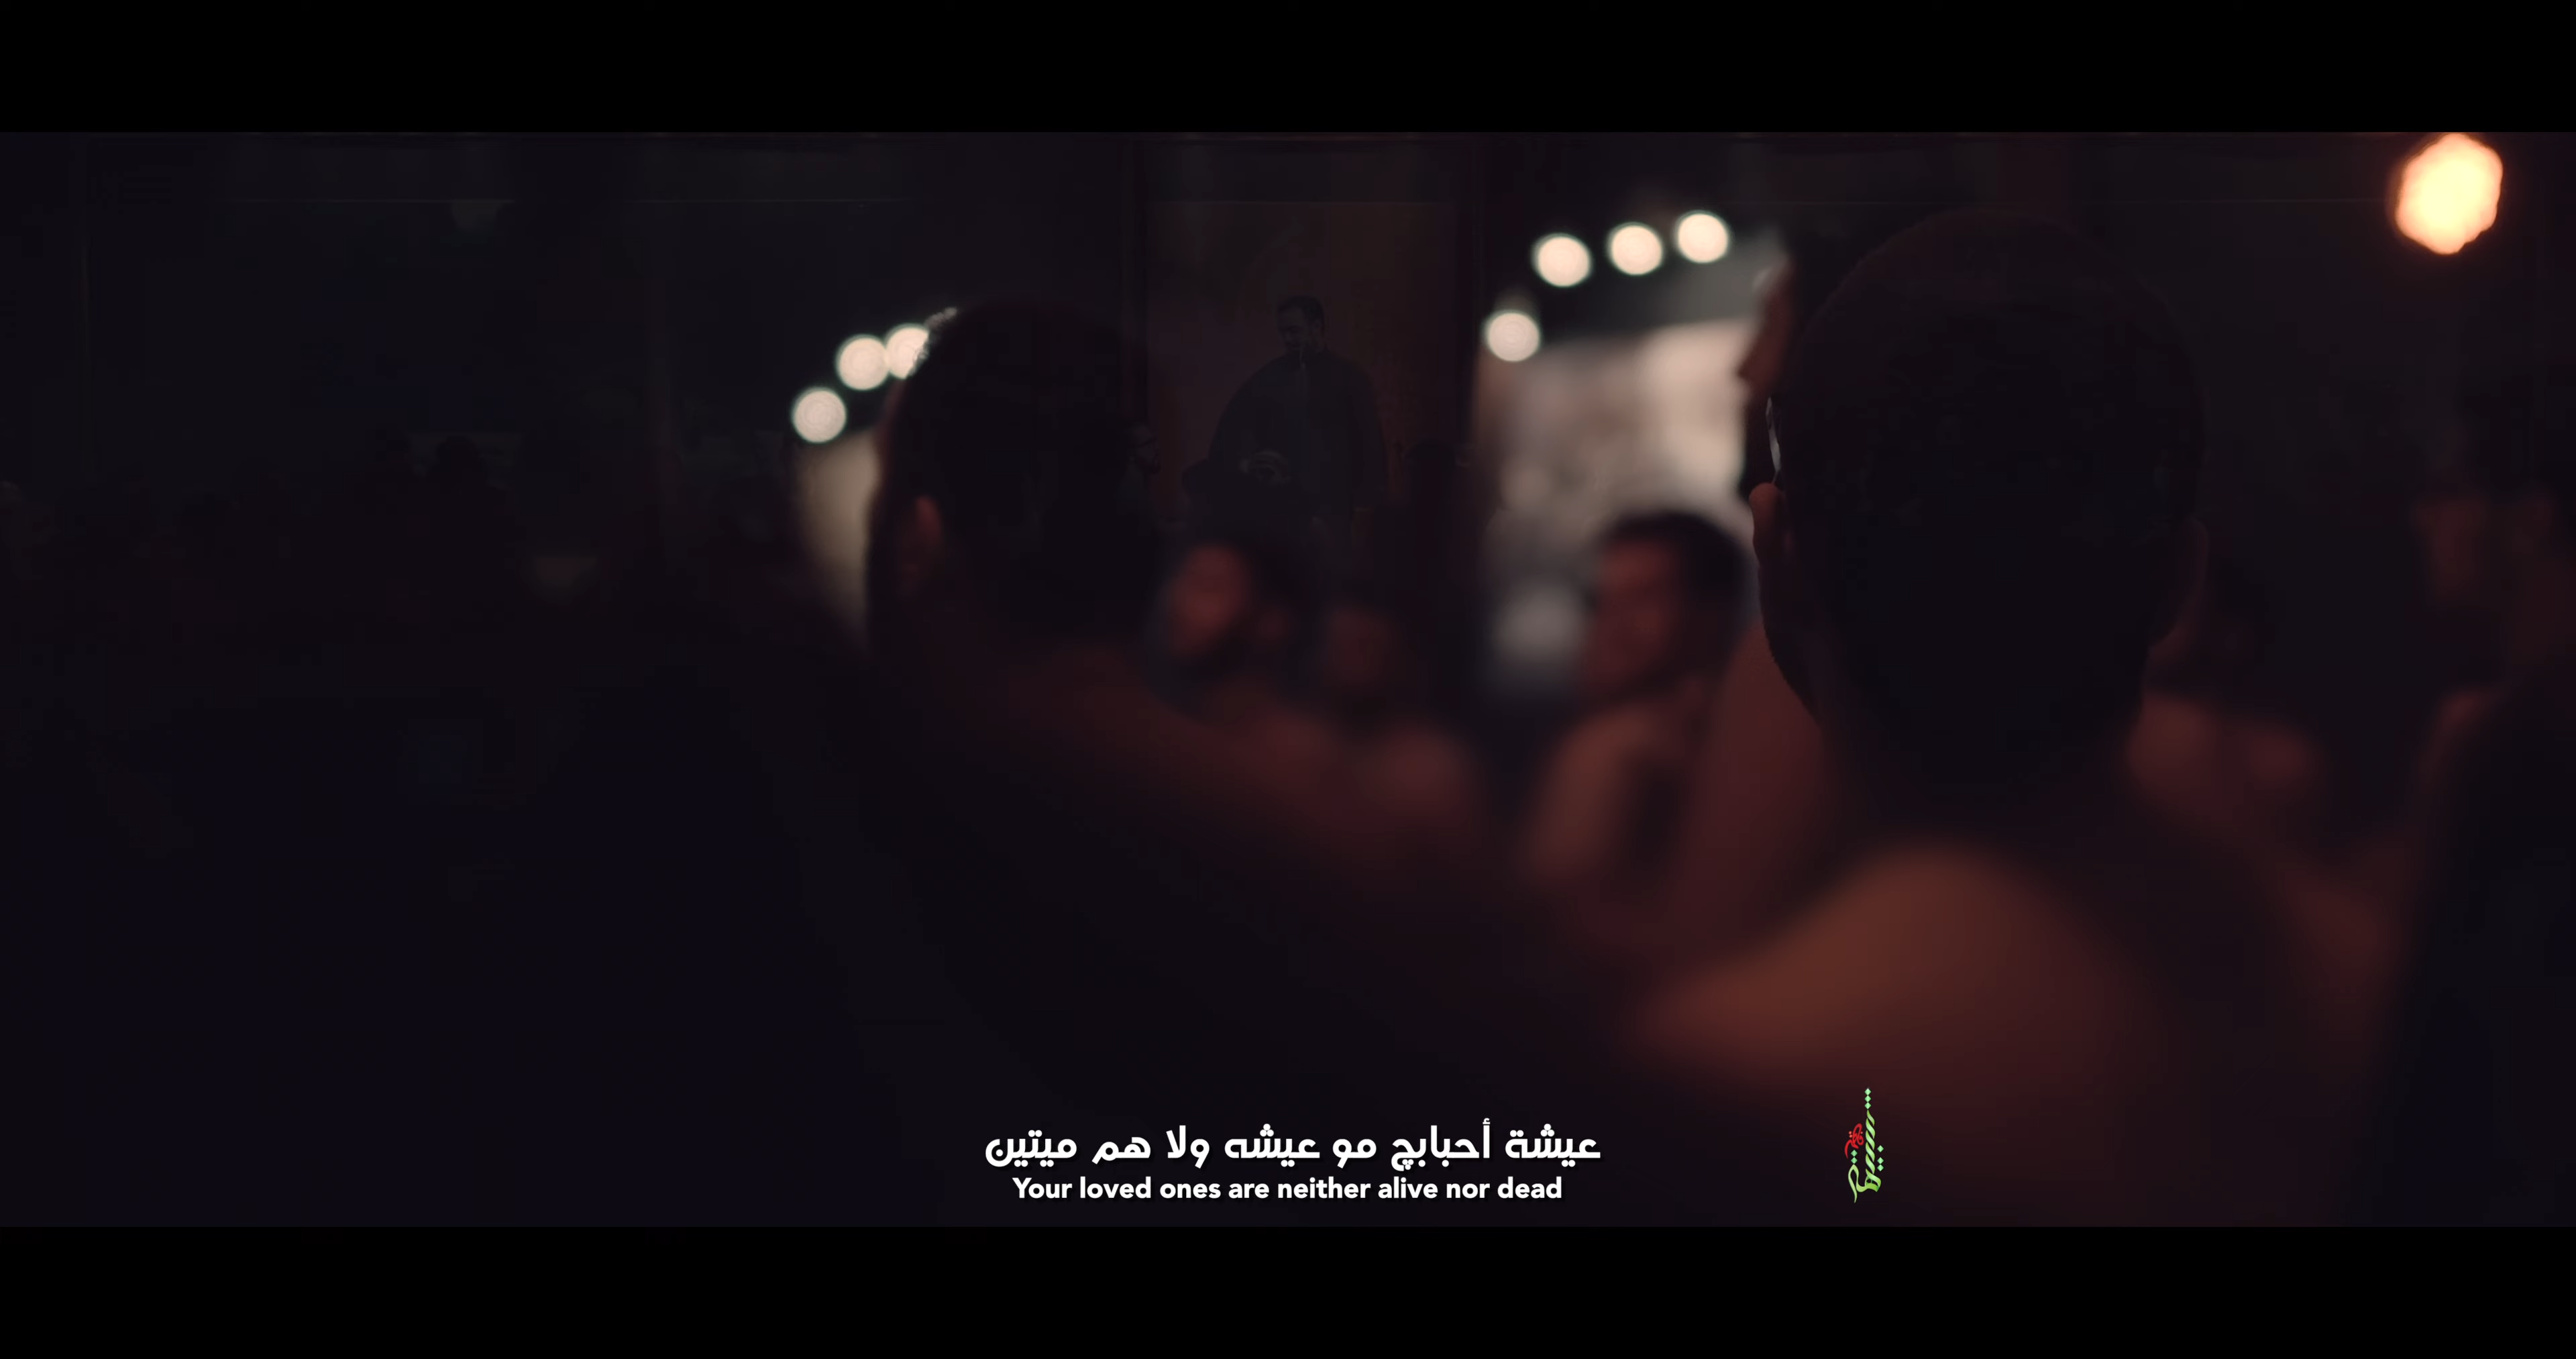 عيشة أحبابچ مو عيشه ولا هم ميتين
Your loved ones are neither alive nor dead